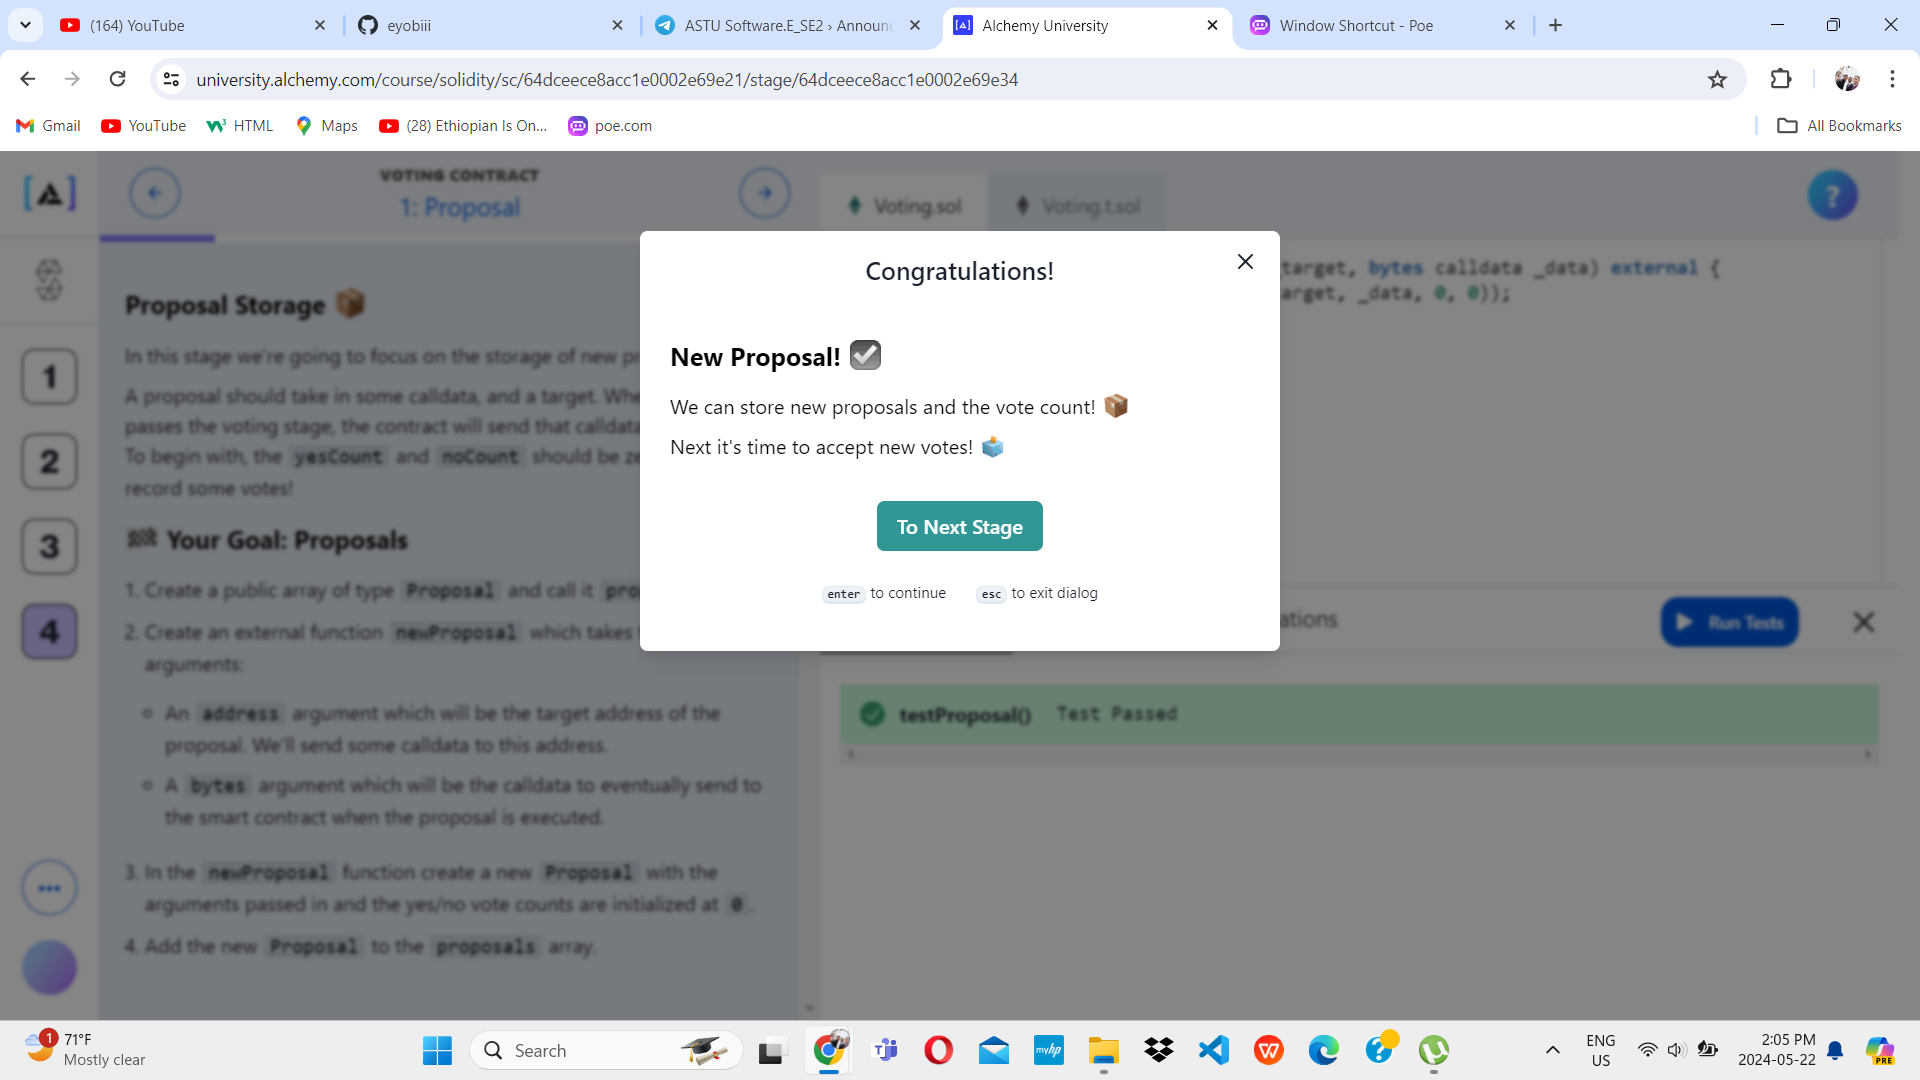 (164) YouTube
eyobiii
ASTU Software.E_SE2 › Announc
Alchemy University
Window Shortcut - Poe
university.alchemy.com/course/solidity/sc/64dceece8acc1e0002e69e21/stage/64dceece8acc1e0002e69e34
Gmail
YouTube
HTML
Maps
(28) Ethiopian Is On...
poe.com
All Bookmarks
VOTING CONTRACT
1: Proposal
Voting.sol
Voting.t.sol
?
Proposal Storage
In this stage we're going to focus on the storage of new
A proposal should take in some calldata, and a target.
passes the voting stage, the contract will send that calldata
To begin with, the yesCount and noCount should be
record some votes!
Your Goal: Proposals
1. Create a public array of type Proposal and call it
2. Create an external function newProposal which takes
arguments:
An address argument which will be the target address of the
proposal. We'll send some calldata to this address.
A bytes argument which will be the calldata to eventually send to
the smart contract when the proposal is executed.
3. In the newProposal function create a new Proposal with the
arguments passed in and the yes/no vote counts are initialized at 0.
4. Add the new Proposal to the proposals array.
1
2
3
4
target, bytes calldata _data) external {
arget, _data, 0, 0));
Congratulations!
New Proposal!
We can store new proposals and the vote count!
Next it's time to accept new votes!
To Next Stage
enter to continue esc to exit dialog
ations
Run Tests
testProposal() Test Passed
1
71°F
Mostly clear
Search
myhp
PRE
ENG
US
2:05 PM
2024-05-22